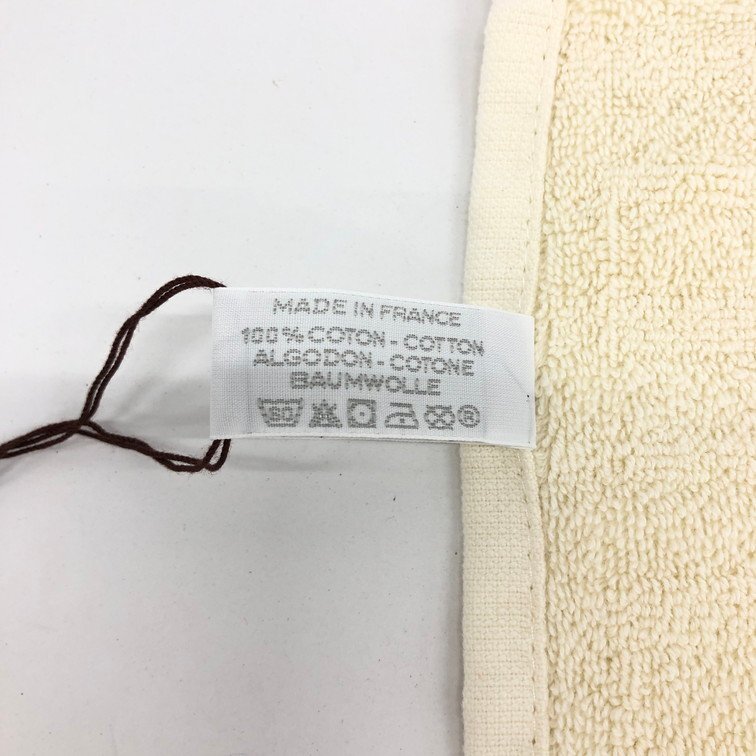 MADE IN FRANCE
100% COTON - COTTON
ALGODON - COTONE
BAUMWOLLE